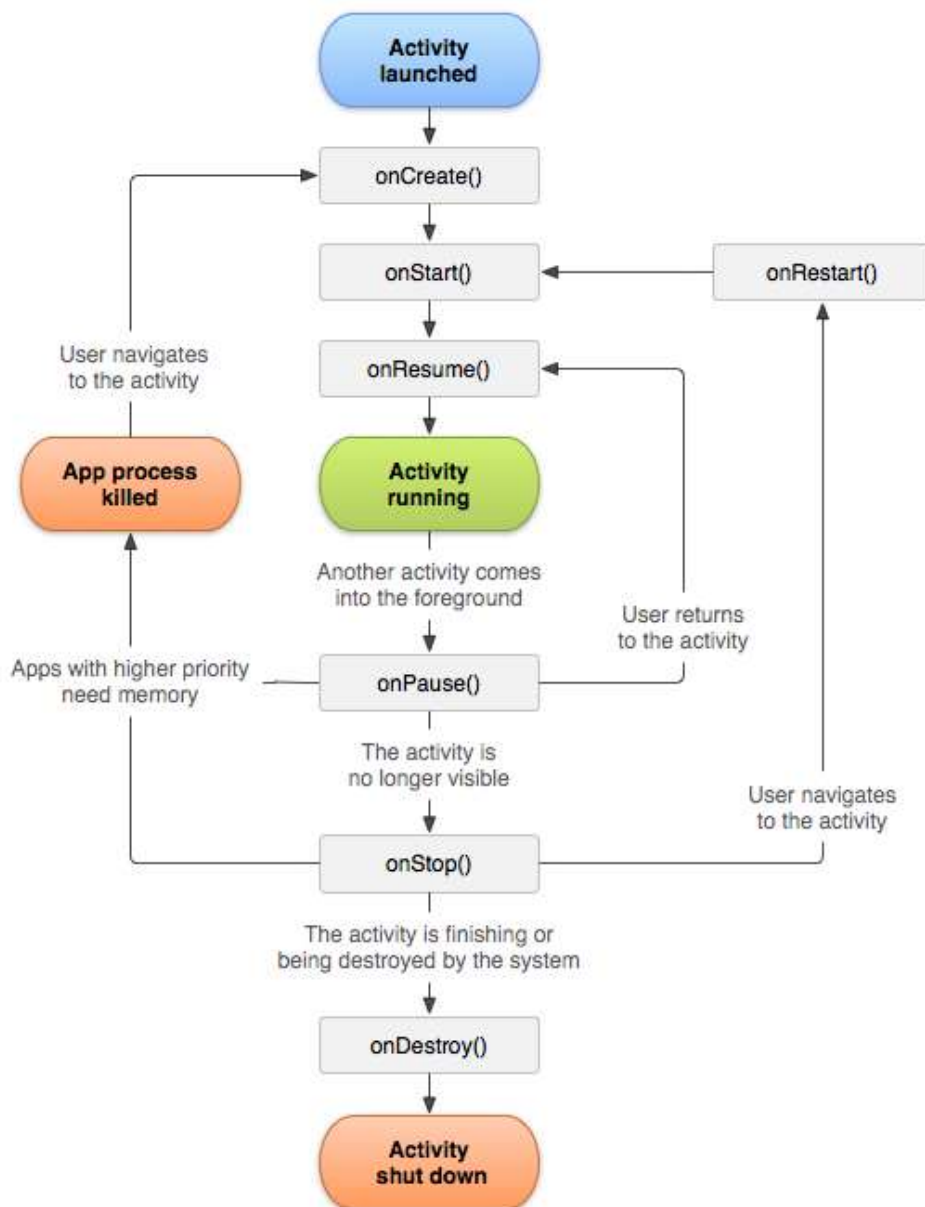 Activity
launched
onCreate()
onStart()
onRestart()
User navigates
to the activity
onResume()
App process
killed
Activity
running
Another activity comes
into the foreground
User returns
to the activity
Apps with higher priority
need memory
onPause()
The activity is
no longer visible
User navigates
to the activity
onStop()
The activity is finishing or
being destroyed by the system
onDestroy()
Activity
shut down